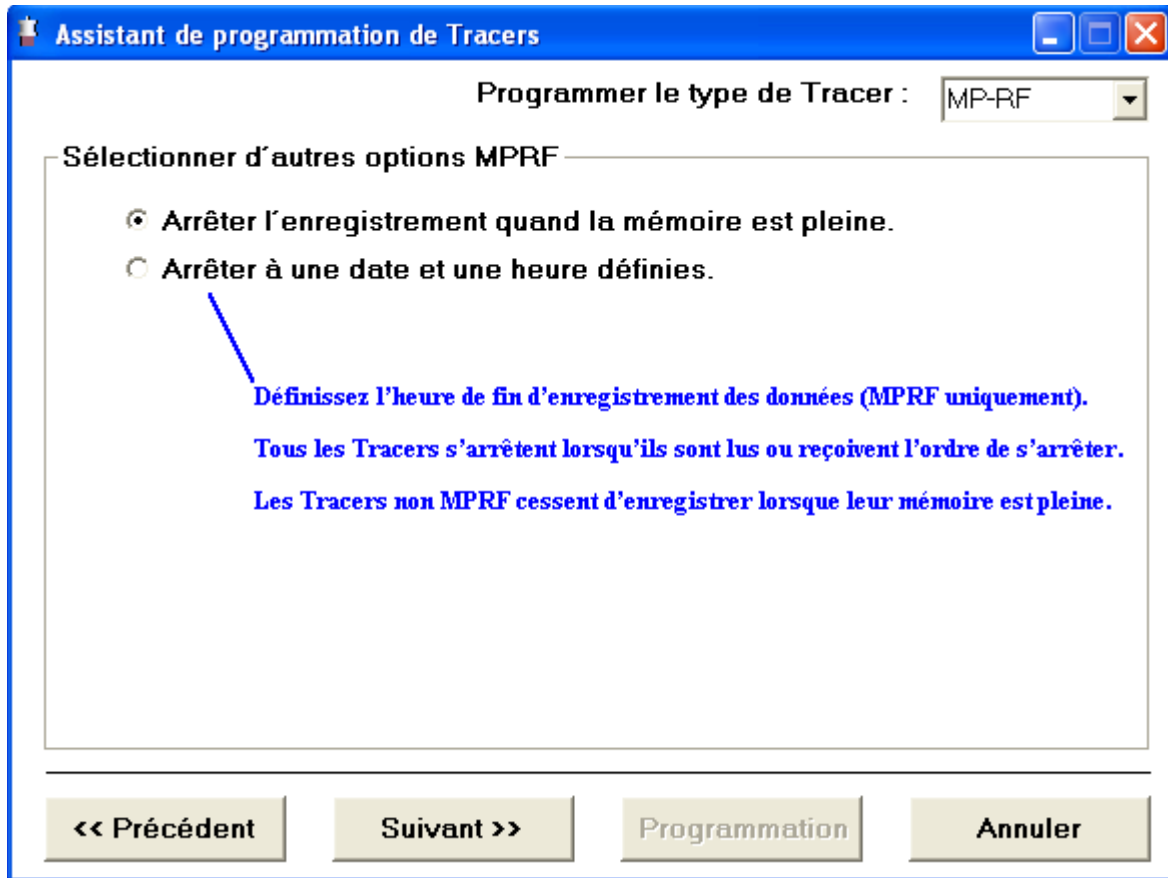 Assistant de programmation de Tracers
Programmer le type de Tracer : MP-RF
Sélectionner d´autres options MPRF
Arrêter l´enregistrement quand la mémoire est pleine.
Arrêter à une date et une heure définies.
Définissez l’heure de fin d’enregistrement des données (MPRF uniquement).
Tous les Tracers s’arrêtent lorsqu’ils sont lus ou reçoivent l’ordre de s’arrêter.
Les Tracers non MPRF cessent d’enregistrer lorsque leur mémoire est pleine.
<< Précédent Suivant >> Programmation Annuler